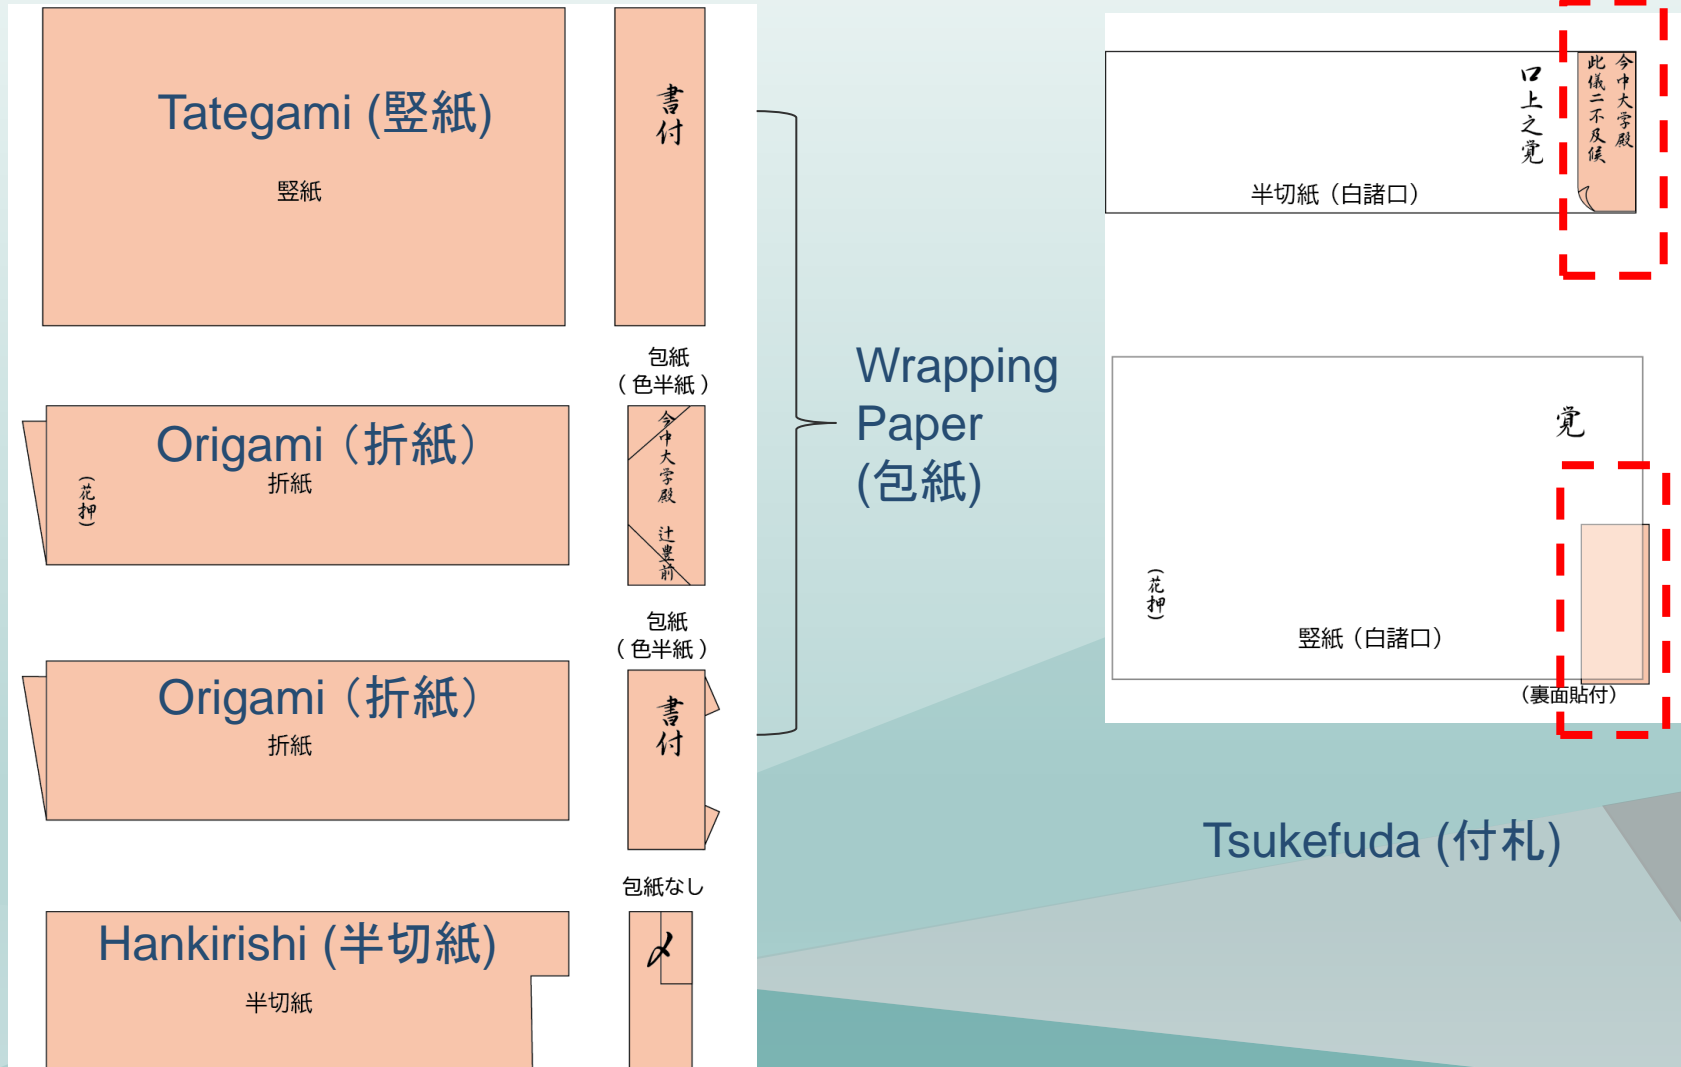 Tategami (竪紙)
竪紙
書付
包紙
（色半紙）
Origami（折紙）
折紙
（花押）
今中大学殿　辻豊前
包紙
（色半紙）
Origami（折紙）
折紙
書付
包紙なし
Hankirishi (半切紙)
半切紙
〆
Wrapping
Paper
(包紙)
今中大学殿
此儀二不及候
口上之覚
半切紙（白諸口）
覚
（花押）
竪紙（白諸口）
（裏面貼付）
Tsukefuda (付札)